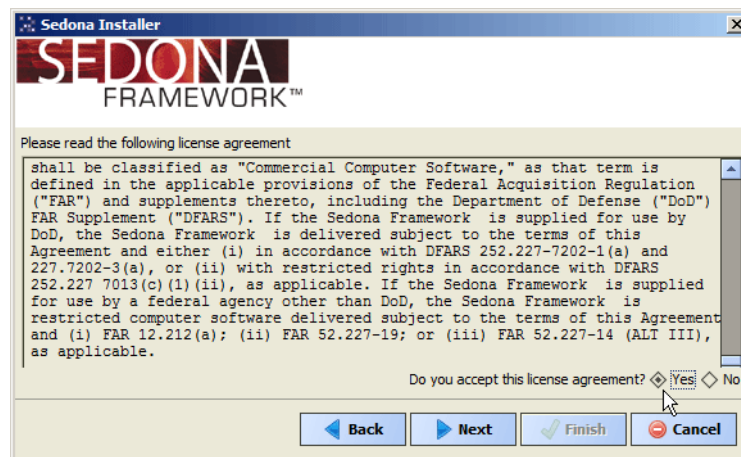 Sedona Installer
SEDONA
FRAMEWORK™
Please read the following license agreement
shall be classified as "Commercial Computer Software," as that term is
defined in the applicable provisions of the Federal Acquisition Regulation
("FAR") and supplements thereto, including the Department of Defense ("DoD")
FAR Supplement ("DFARS"). If the Sedona Framework  is supplied for use by
DoD, the Sedona Framework  is delivered subject to the terms of this
Agreement and either (i) in accordance with DFARS 252.227-7202-1(a) and
227.7202-3(a), or (ii) with restricted rights in accordance with DFARS
252.227 7013(c)(1)(ii), as applicable. If the Sedona Framework  is supplied
for use by a federal agency other than DoD, the Sedona Framework  is
restricted computer software delivered subject to the terms of this Agreement
and (i) FAR 12.212(a); (ii) FAR 52.227-19; or (iii) FAR 52.227-14 (ALT III),
as applicable.
Do you accept this license agreement? Yes No
Back Next Finish Cancel